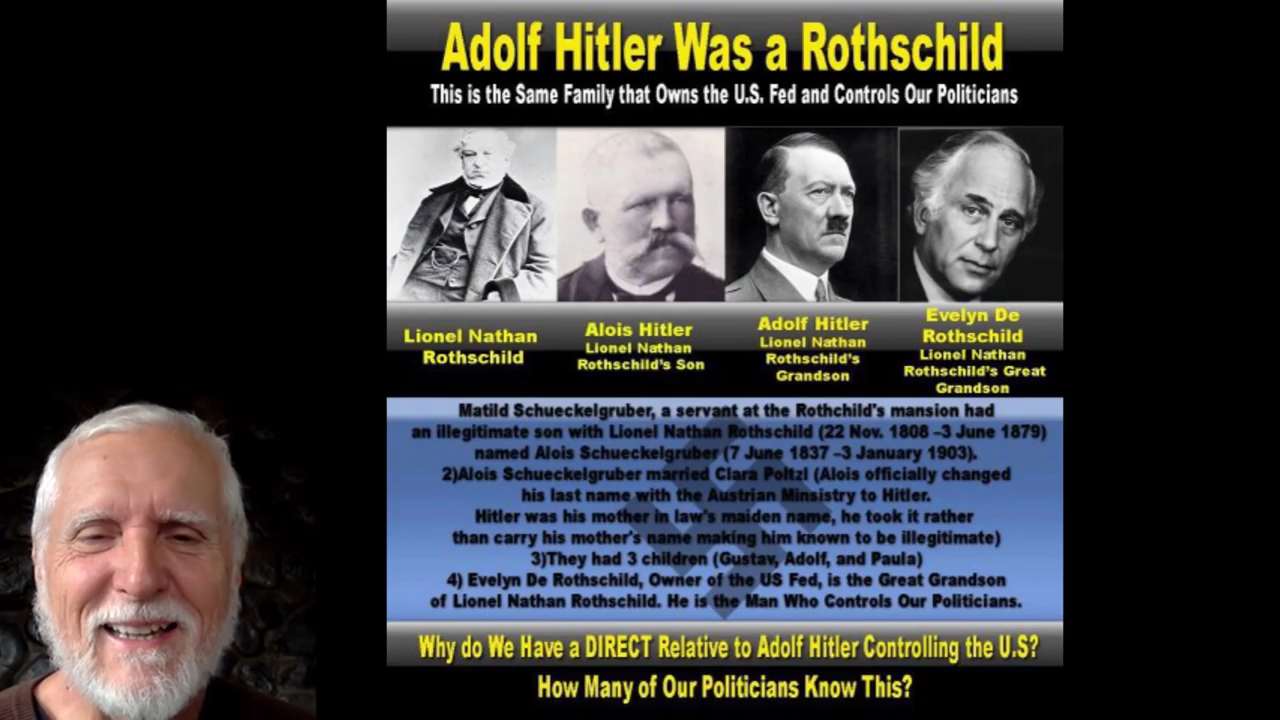 Adolf Hitler Was a Rothschild
This is the Same Family that Owns the U.S. Fed and Controls Our Politicians
Lionel Nathan
Rothschild
Alois Hitler
Lionel Nathan
Rothschild's Son
Adolf Hitler
Lionel Nathan
Rothschild's
Grandson
Evelyn De
Rothschild
Lionel Nathan
Rothschild's Great
Grandson
Matild Schueckelgruber, a servant at the Rothchild's mansion had
an illegitimate son with Lionel Nathan Rothschild (22 Nov. 1808 –3 June 1879)
named Alois Schueckelgruber (7 June 1837 –3 January 1903).
2)Alois Schueckelgruber married Clara Poltzl (Alois officially changed
his last name with the Austrian Minsistry to Hitler.
Hitler was his mother in law's maiden name, he took it rather
than carry his mother's name making him known to be illegitimate)
3)They had 3 children (Gustav, Adolf, and Paula)
4) Evelyn De Rothschild, Owner of the US Fed, is the Great Grandson
of Lionel Nathan Rothschild. He is the Man Who Controls Our Politicians.
Why do We Have a DIRECT Relative to Adolf Hitler Controlling the U.S?
How Many of Our Politicians Know This?